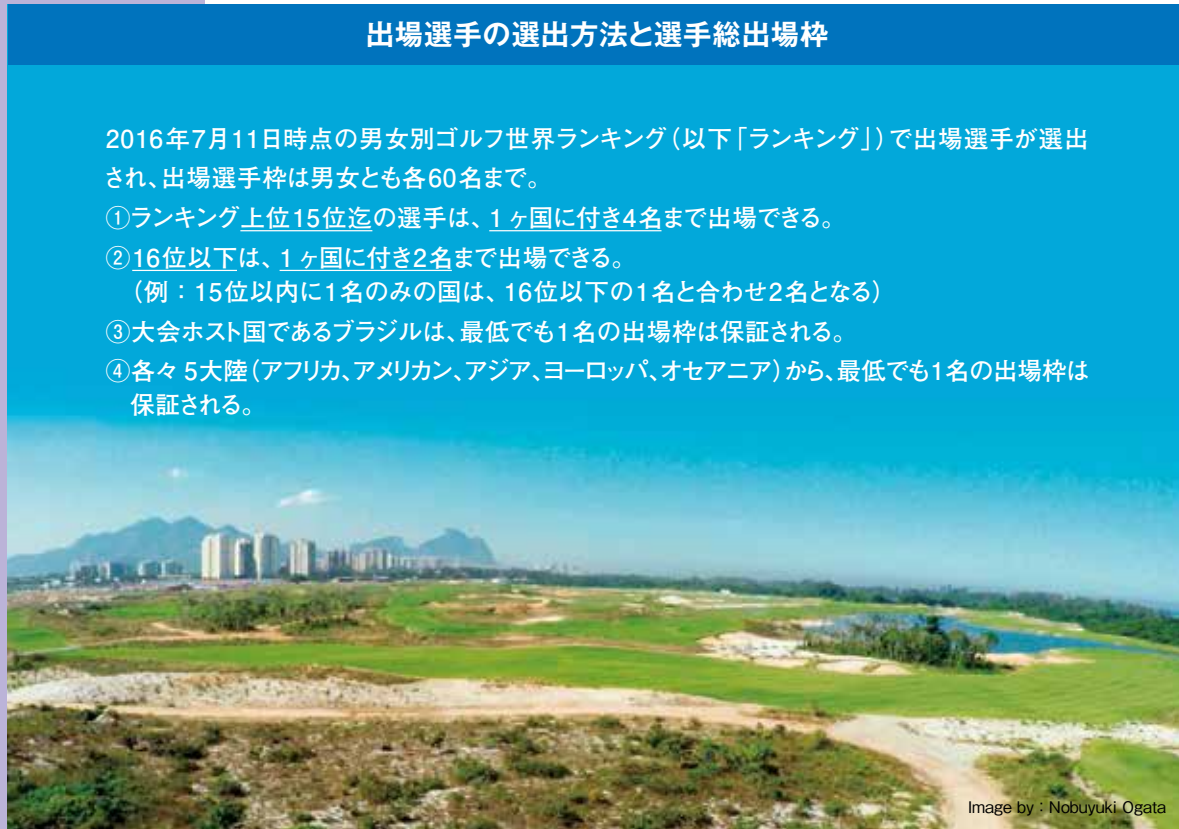 出場選手の選出方法と選手総出場枠
2016年7月11日時点の男女別ゴルフ世界ランキング(以下「ランキング」)で出場選手が選出
され、出場選手枠は男女とも各60名まで。
①ランキング上位15位迄の選手は、1ヶ国に付き4名まで出場できる。
②16位以下は、1ヶ国に付き2名まで出場できる。
(例:15位以内に1名のみの国は、16位以下の1名と合わせ2名となる)
③大会ホスト国であるブラジルは、最低でも1名の出場枠は保証される。
④各々5大陸(アフリカ、アメリカン、アジア、ヨーロッパ、オセアニア)から、最低でも1名の出場枠は
保証される。
Image by:Nobuyuki Ogata